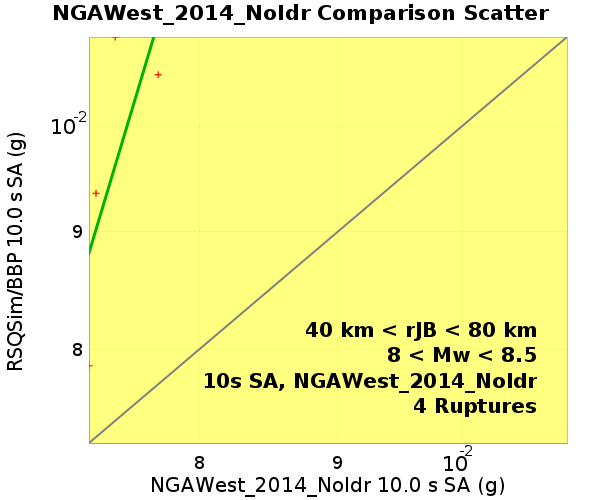 NGAWest_2014_NoIdr Comparison Scatter
RSQSim/BBP 10.0 s SA (g)
10-2
9
8
40 km < rJB < 80 km
8 < Mw < 8.5
10s SA, NGAWest_2014_NoIdr
4 Ruptures
8
9
10-2
NGAWest_2014_NoIdr 10.0 s SA (g)